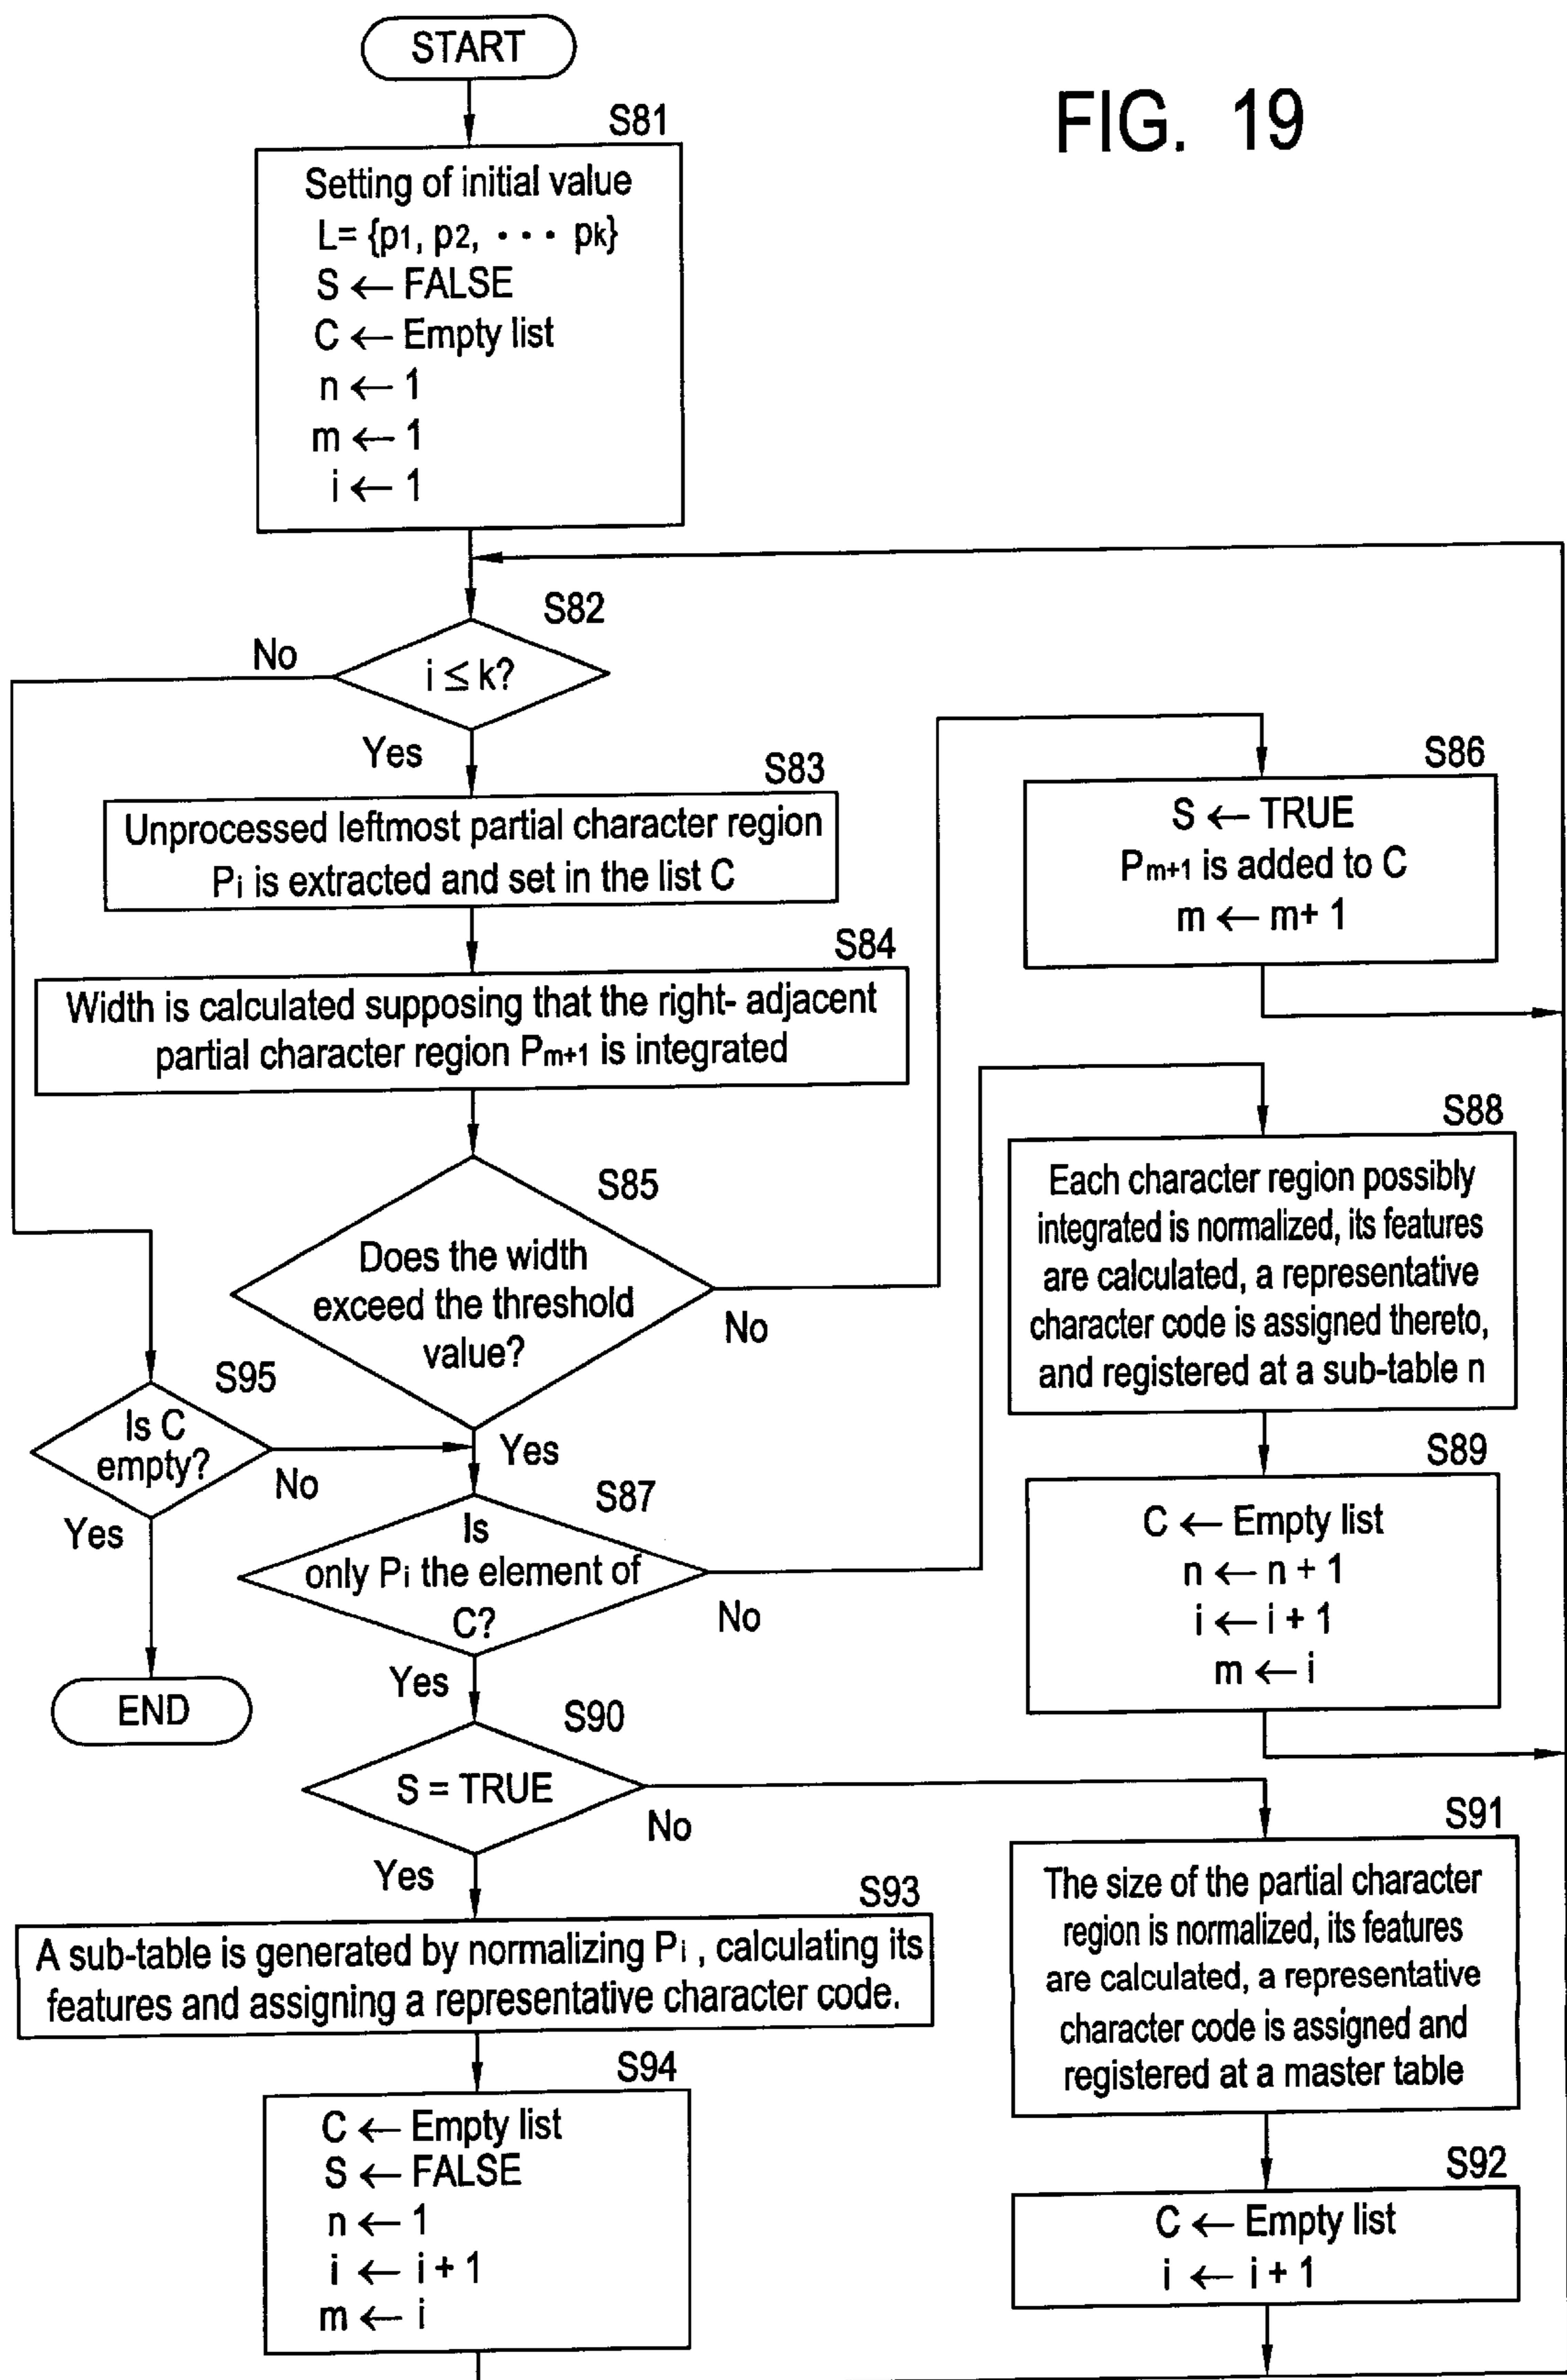 START
FIG. 19
S81
Setting of initial value
L= {p1, p2, ・・・ pk}
S ← FALSE
C ← Empty list
n ← 1
m ← 1
i ← 1
S82
No
i ≤ k?
Yes
S83
Unprocessed leftmost partial character region
Pi is extracted and set in the list C
S84
Width is calculated supposing that the right- adjacent
partial character region Pm+1 is integrated
S85
Does the width
exceed the threshold
value?
No
Yes
S86
S ← TRUE
Pm+1 is added to C
m ← m+ 1
S88
Each character region possibly
integrated is normalized, its features
are calculated, a representative
character code is assigned thereto,
and registered at a sub-table n
S89
C ← Empty list
n ← n + 1
i ← i + 1
m ← i
S95
Is C
empty?
No
Yes
END
S87
Is
only Pi the element of
C?
No
Yes
S90
S = TRUE
No
Yes
S91
The size of the partial character
region is normalized, its features
are calculated, a representative
character code is assigned and
registered at a master table
S92
C ← Empty list
i ← i + 1
S93
A sub-table is generated by normalizing Pi , calculating its
features and assigning a representative character code.
S94
C ← Empty list
S ← FALSE
n ← 1
i ← i + 1
m ← i